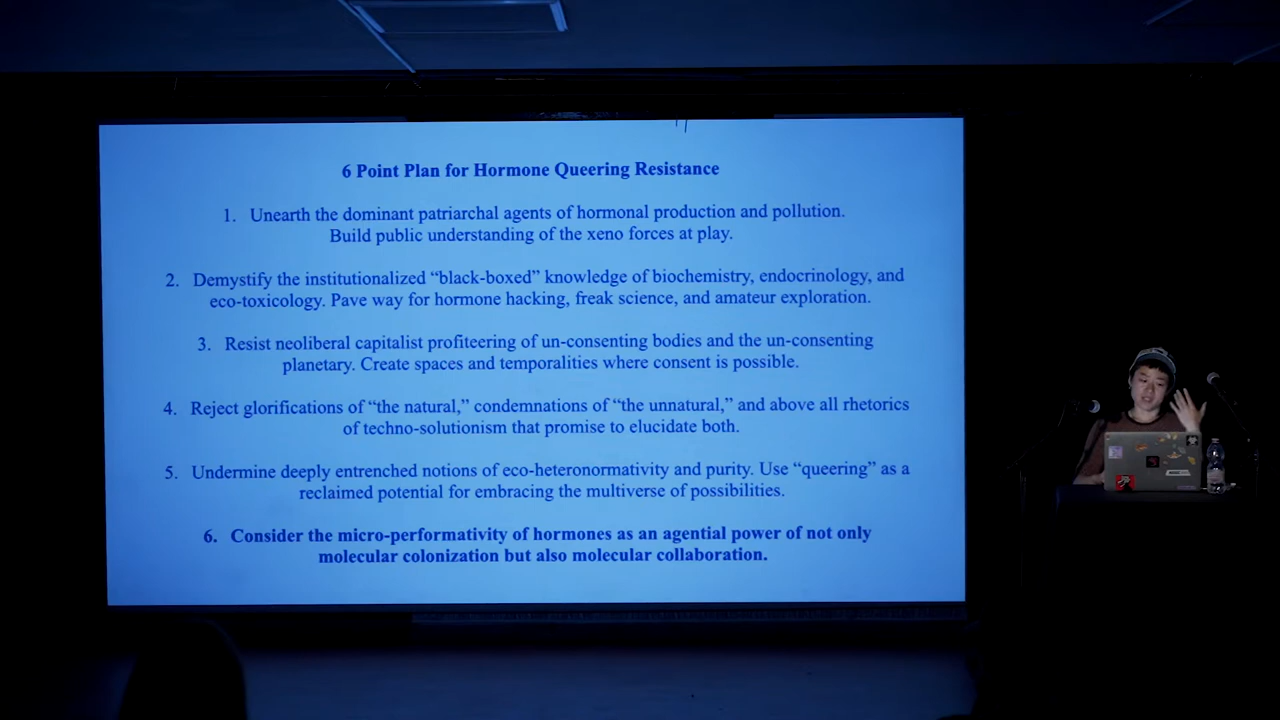 6 Point Plan for Hormone Queering Resistance
1. Unearth the dominant patriarchal agents of hormonal production and pollution.
Build public understanding of the xeno forces at play.
2. Demystify the institutionalized “black-boxed” knowledge of biochemistry, endocrinology, and
eco-toxicology. Pave way for hormone hacking, freak science, and amateur exploration.
3. Resist neoliberal capitalist profiteering of un-consenting bodies and the un-consenting
planetary. Create spaces and temporalities where consent is possible.
4. Reject glorifications of “the natural,” condemnations of “the unnatural,” and above all rhetorics
of techno-solutionism that promise to elucidate both.
5. Undermine deeply entrenched notions of eco-heteronormativity and purity. Use “queering” as a
reclaimed potential for embracing the multiverse of possibilities.
6. Consider the micro-performativity of hormones as an agential power of not only
molecular colonization but also molecular collaboration.